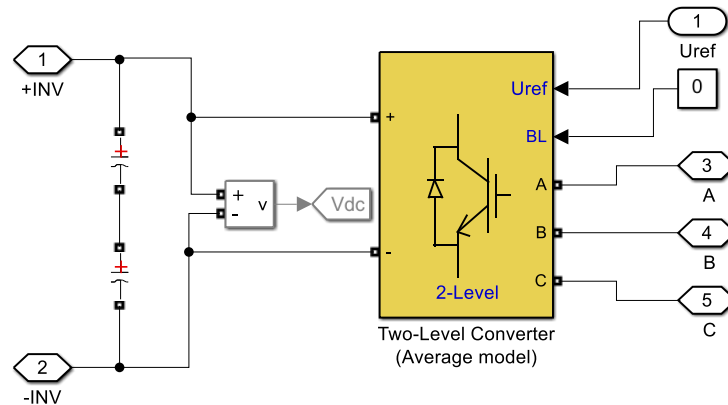 1
+INV
+
+
2
-INV
+
-
v
Vdc
+
-
Uref
BL
A
B
C
2-Level
Two-Level Converter
(Average model)
1
Uref
0
3
A
4
B
5
C